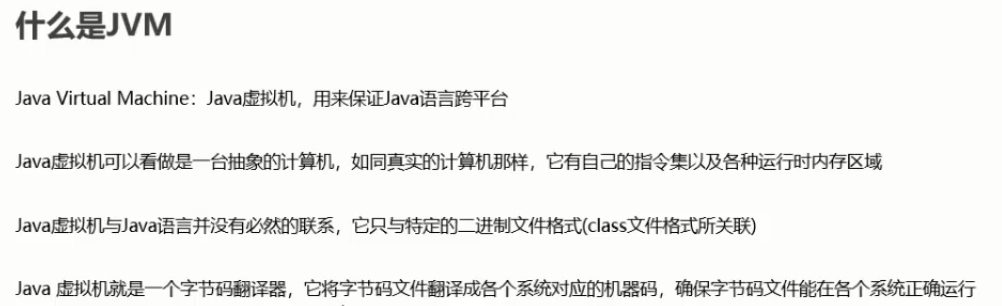 什么是JVM
Java Virtual Machine：Java虚拟机，用来保证Java语言跨平台
Java虚拟机可以看做是一台抽象的计算机，如同真实的计算机那样，它有自己的指令集以及各种运行时内存区域
Java虚拟机与Java语言并没有必然的联系，它只与特定的二进制文件格式(class文件格式所关联)
Java 虚拟机就是一个字节码翻译器，它将字节码文件翻译成各个系统对应的机器码，确保字节码文件能在各个系统正确运行